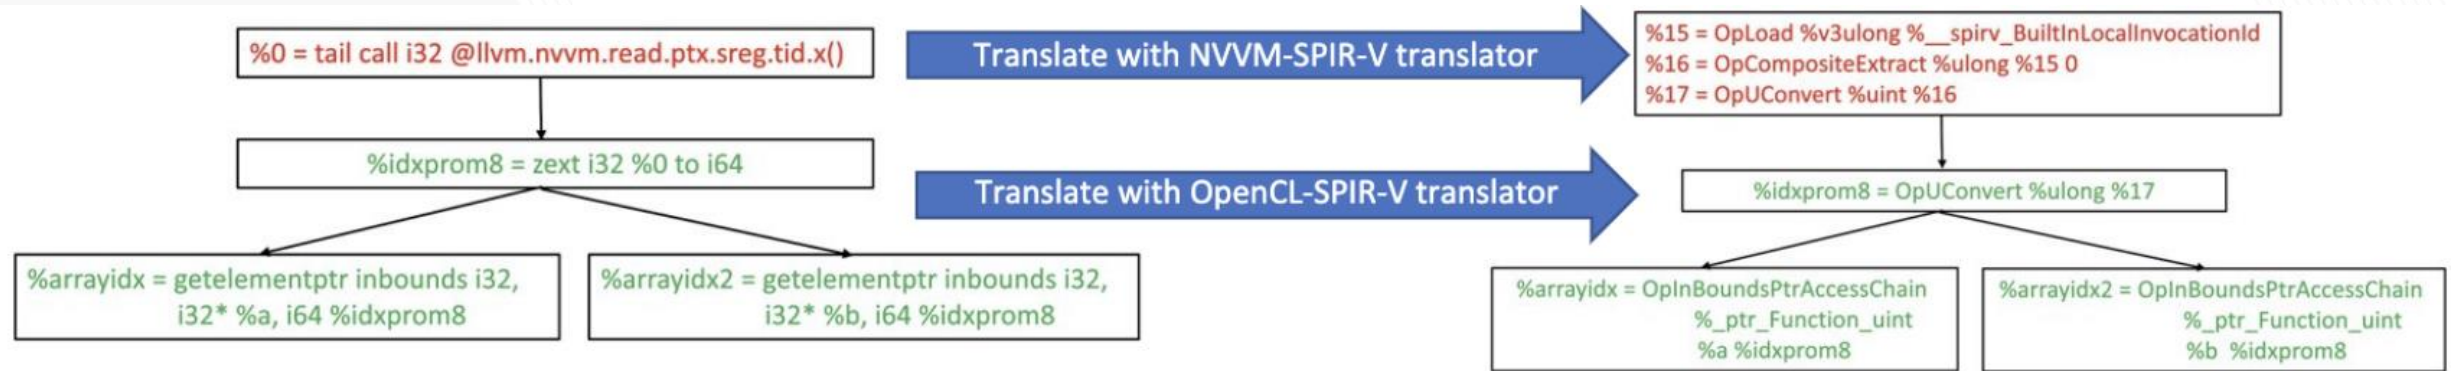 %0 = tail call i32 @llvm.nvvm.read.ptx.sreg.tid.x()
%idxprom8 = zext i32 %0 to i64
%arrayidx = getelementptr inbounds i32,
i32* %a, i64 %idxprom8
%arrayidx2 = getelementptr inbounds i32,
i32* %b, i64 %idxprom8
Translate with NVVM-SPIR-V translator
Translate with OpenCL-SPIR-V translator
%15 = OpLoad %v3ulong %__spirv_BuiltInLocalInvocationId
%16 = OpCompositeExtract %ulong %15 0
%17 = OpUConvert %uint %16
%idxprom8 = OpUConvert %ulong %17
%arrayidx = OpInBoundsPtrAccessChain
%_ptr_Function_uint
%a %idxprom8
%arrayidx2 = OpInBoundsPtrAccessChain
%_ptr_Function_uint
%b %idxprom8